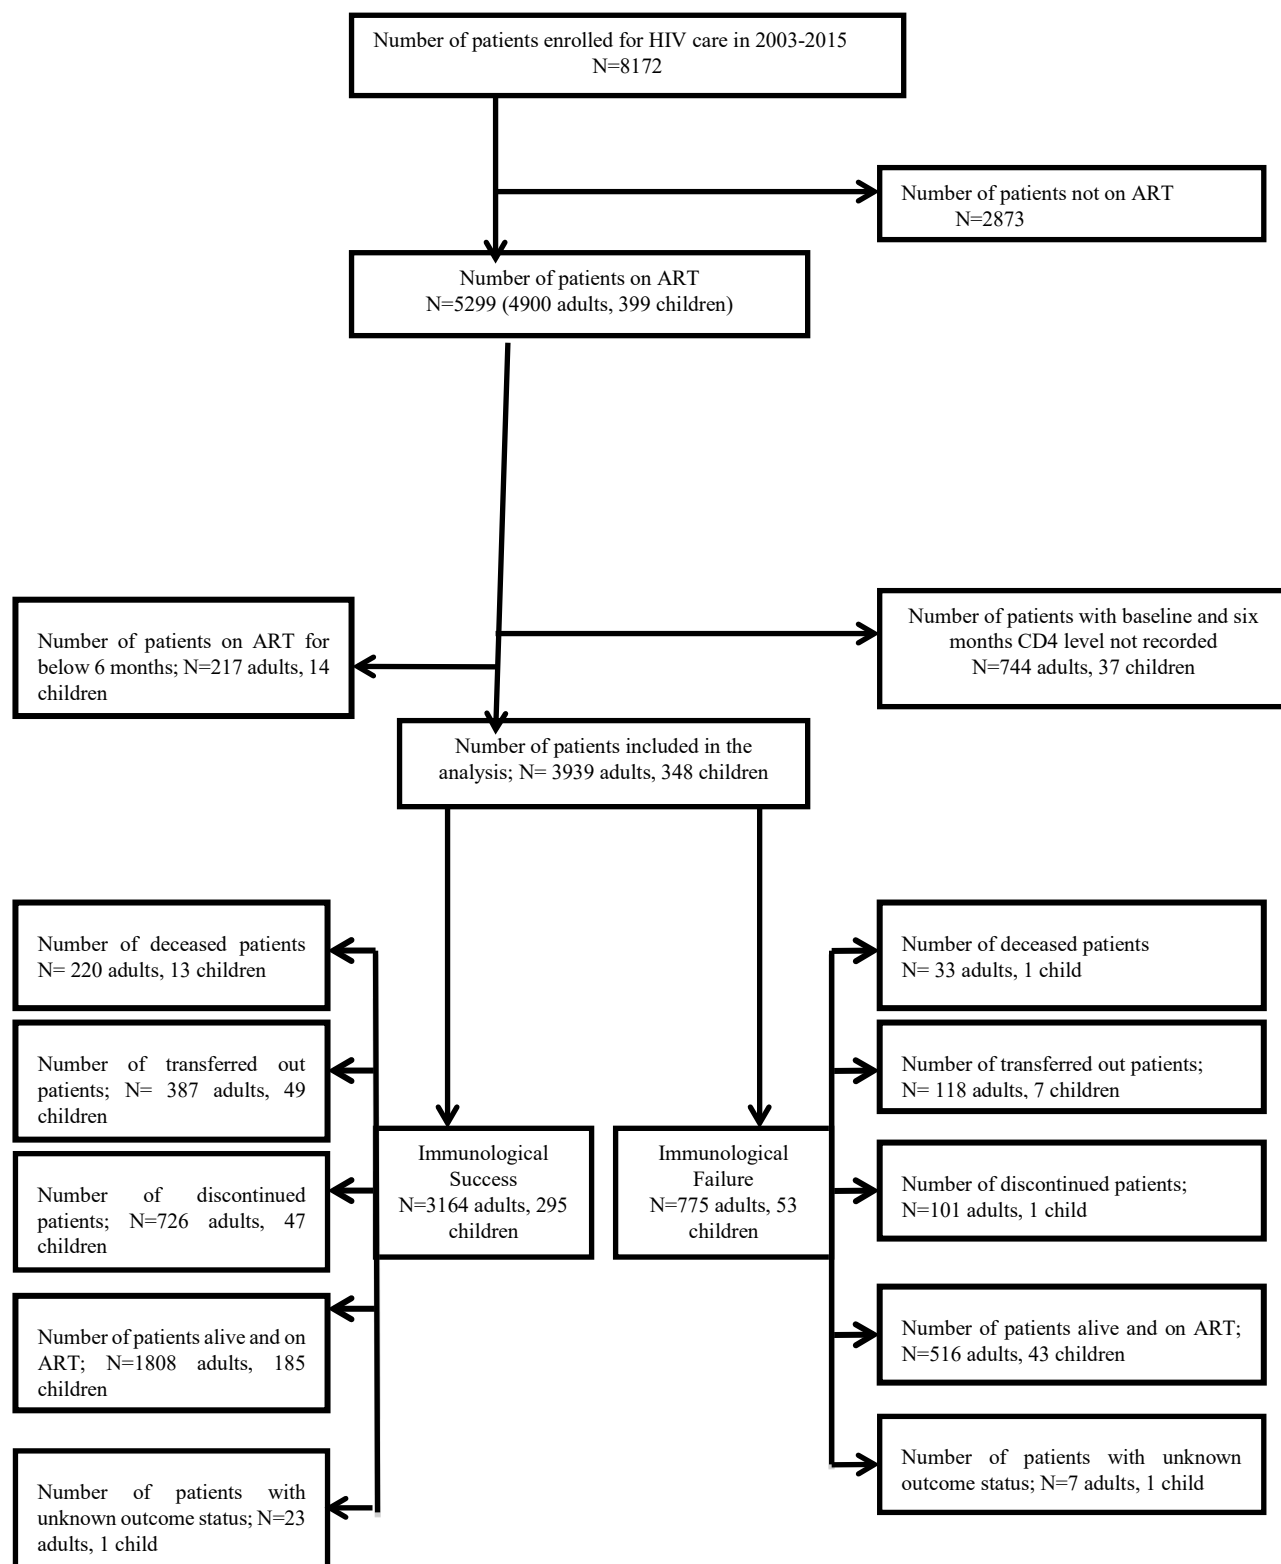 Number of patients enrolled for HIV care in 2003-2015
N=8172
Number of patients not on ART
N=2873
Number of patients on ART
N=5299 (4900 adults, 399 children)
Number of patients on ART for
below 6 months; N=217 adults, 14
children
Number of patients with baseline and six
months CD4 level not recorded
N=744 adults, 37 children
Number of patients included in the
analysis; N= 3939 adults, 348 children
Number of deceased patients
N= 220 adults, 13 children
Number of transferred out
patients; N= 387 adults, 49
children
Number of discontinued
patients; N=726 adults, 47
children
Number of patients alive and on
ART; N=1808 adults, 185
children
Number of patients with
unknown outcome status; N=23
adults, 1 child
Immunological
Success
N=3164 adults, 295
children
Immunological
Failure
N=775 adults, 53
children
Number of deceased patients
N= 33 adults, 1 child
Number of transferred out patients;
N= 118 adults, 7 children
Number of discontinued patients;
N=101 adults, 1 child
Number of patients alive and on ART;
N=516 adults, 43 children
Number of patients with unknown
outcome status; N=7 adults, 1 child